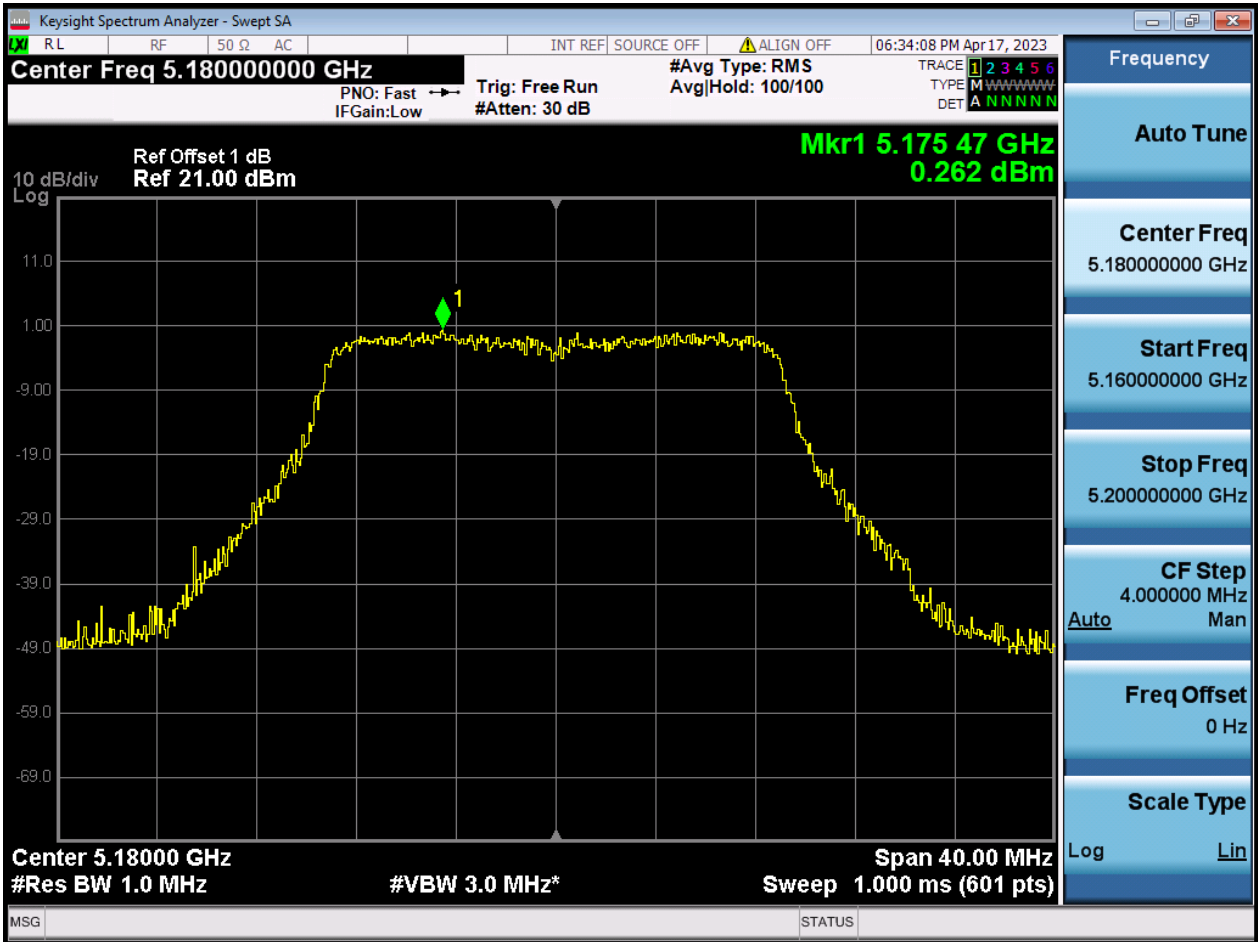 Keysight Spectrum Analyzer - Swept SA
LXI RL RF 50 Ω AC INT REF SOURCE OFF ALIGN OFF 06:34:08 PM Apr 17, 2023
Center Freq 5.180000000 GHz
PNO: Fast
IFGain:Low
Trig: Free Run
#Atten: 30 dB
#Avg Type: RMS
Avg|Hold: 100/100
TRACE 1 2 3 4 5 6
TYPE M W W W W W
DET A N N N N N
Frequency
Mkr1 5.175 47 GHz
0.262 dBm
Ref Offset 1 dB
10 dB/div Ref 21.00 dBm
Log
1
11.0
1.00
-9.00
-19.0
-29.0
-39.0
-49.0
-59.0
-69.0
Center 5.18000 GHz Span 40.00 MHz
#Res BW 1.0 MHz #VBW 3.0 MHz* Sweep 1.000 ms (601 pts)
Auto Tune
Center Freq
5.180000000 GHz
Start Freq
5.160000000 GHz
Stop Freq
5.200000000 GHz
CF Step
4.000000 MHz
Auto Man
Freq Offset
0 Hz
Scale Type
Log Lin
MSG STATUS